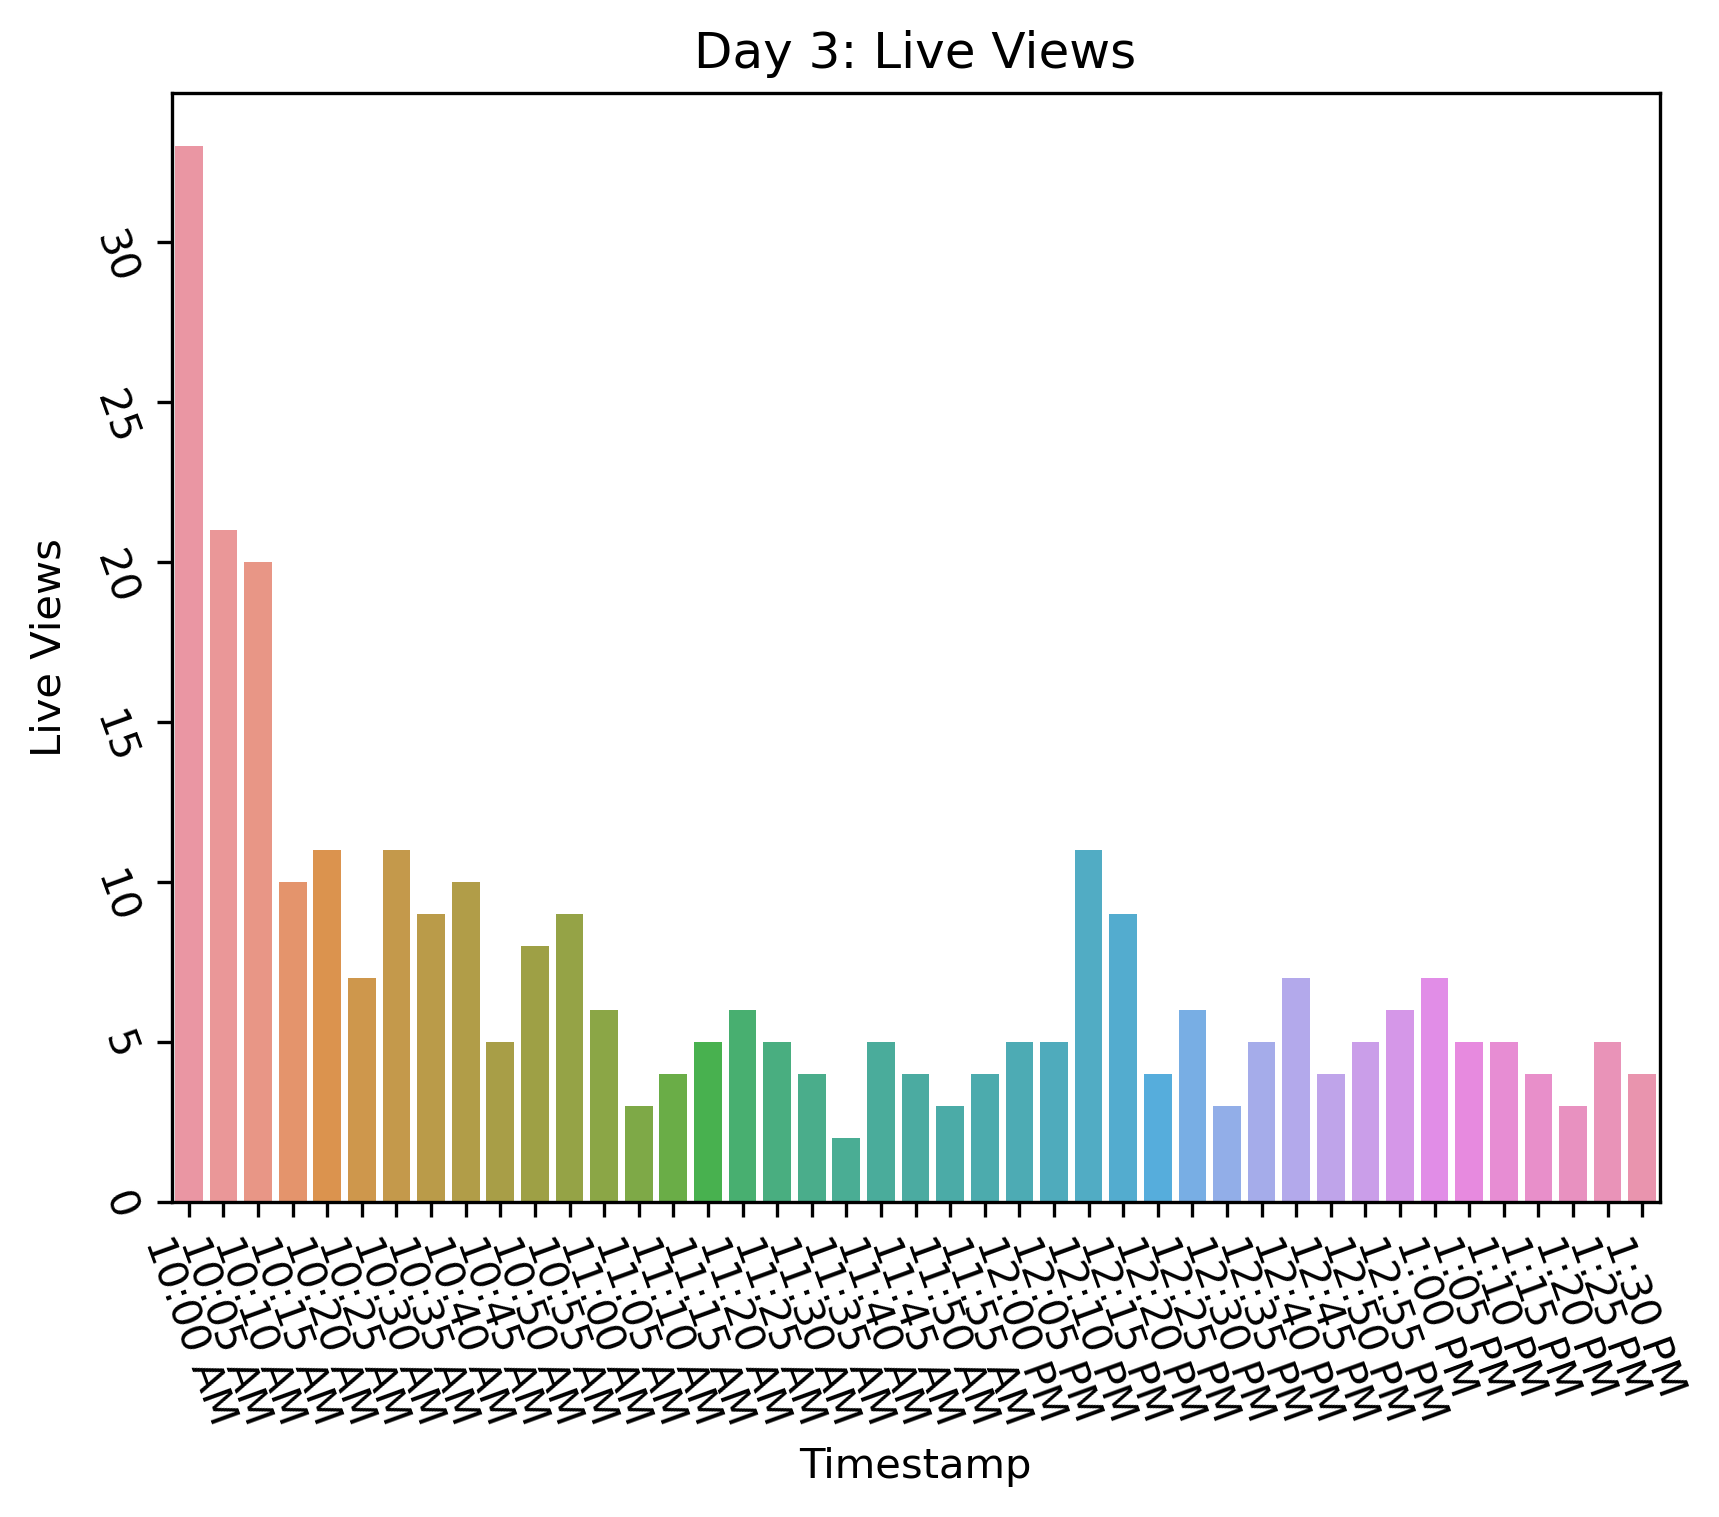 Day 3: Live Views
Live Views
30
25
20
15
10
5
0
10:00 AM
10:05 AM
10:10 AM
10:15 AM
10:20 AM
10:25 AM
10:30 AM
10:35 AM
10:40 AM
10:45 AM
10:50 AM
10:55 AM
11:00 AM
11:05 AM
11:10 AM
11:15 AM
11:20 AM
11:25 AM
11:30 AM
11:35 AM
11:40 AM
11:45 AM
11:50 AM
11:55 AM
12:00 PM
12:05 PM
12:10 PM
12:15 PM
12:20 PM
12:25 PM
12:30 PM
12:35 PM
12:40 PM
12:45 PM
12:50 PM
12:55 PM
1:00 PM
1:05 PM
1:10 PM
1:15 PM
1:20 PM
1:25 PM
1:30 PM
Timestamp